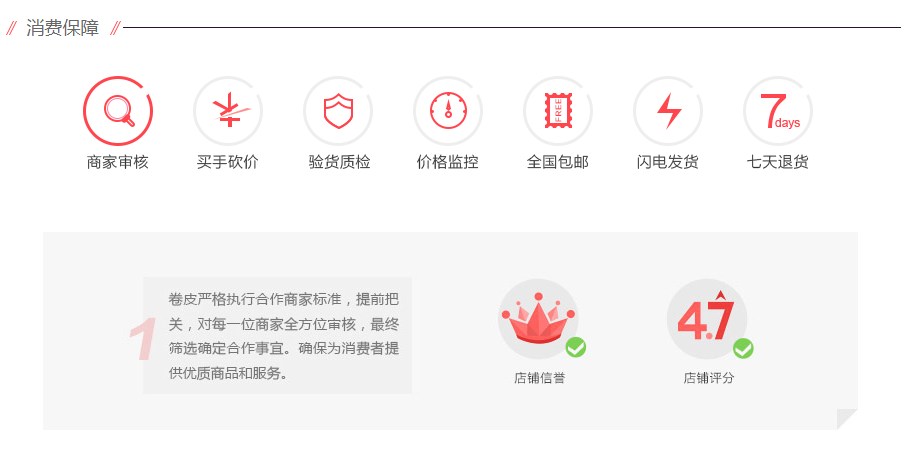 // 消费保障 //
FREE
7
days
商家审核 买手砍价 验货质检 价格监控 全国包邮 闪电发货 七天退货
1
卷皮严格执行合作商家标准，提前把
关，对每一位商家全方位审核，最终
筛选确定合作事宜。确保为消费者提
供优质商品和服务。
4.7
店铺信誉 店铺评分